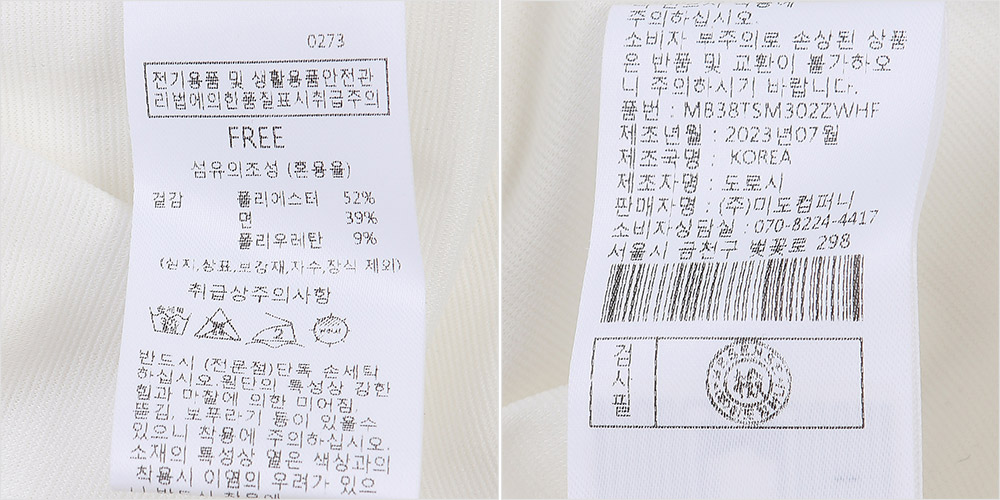 0273
전기용품 및 생활용품안전관
리법에의한품질표시취급주의
FREE
섬유의조성 (혼용율)
겉감 폴리에스터 52%
면 39%
폴리우레탄 9%
(심지,상표,보강재,자수,장식 제외)
취급상주의사항
반드시 (전문점)단독 손세탁
하십시오.원단의 특성상 강한
힘과 마찰에 의한 미어짐,
뜯김, 보푸라기 등이 있을수
있으니 착용에 주의하십시오.
소재의 특성상 옅은 색상과의
착용시 이염의 우려가 있으
니 반드시 착용에
주의하십시오.
소비자 부주의로 손상된 상품
은 반품 및 교환이 불가하오
니 주의하시기 바랍니다.
품번 : MB38TSM302ZWHF
제조년월 : 2023년07월
제조국명 : KOREA
제조자명 : 도로시
판매자명 : (주)미도컴퍼니
소비자상담실 : 070-8224-4417
서울시 금천구 벚꽃로 298
검사필